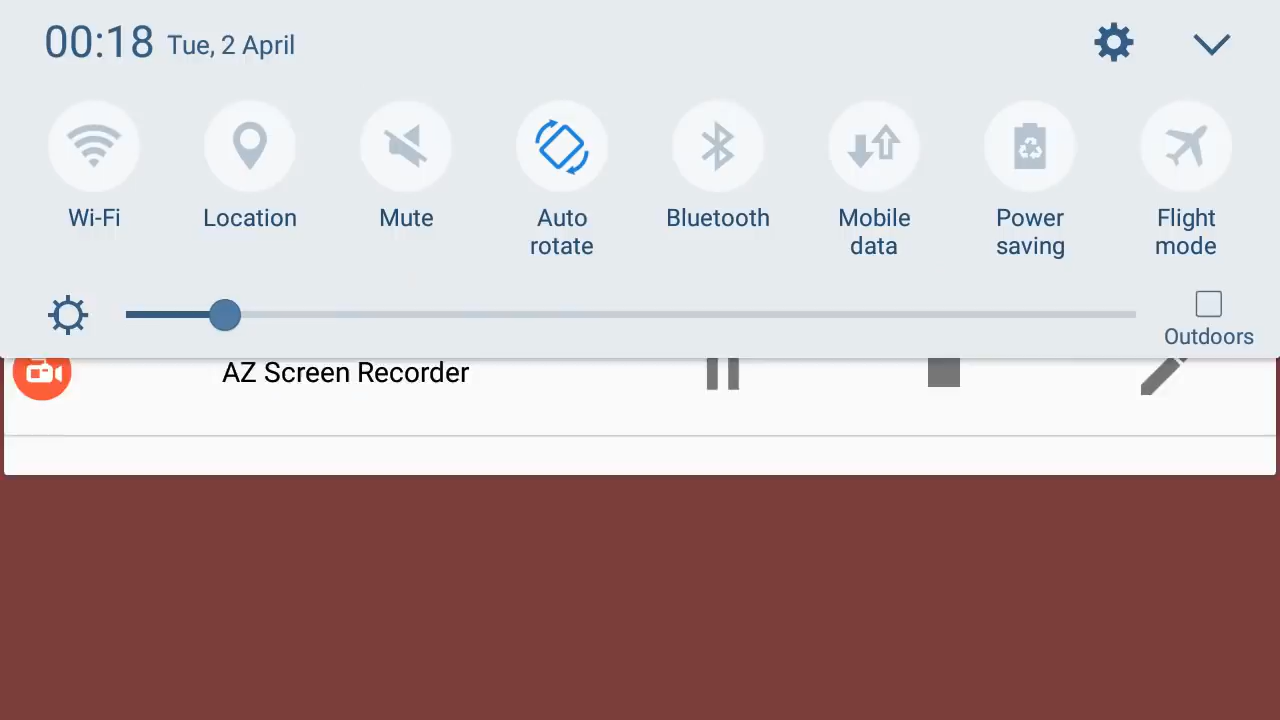 00:18 Tue, 2 April
Wi-Fi
Location
Mute
Auto
rotate
Bluetooth
Mobile
data
Power
saving
Flight
mode
Outdoors
AZ Screen Recorder